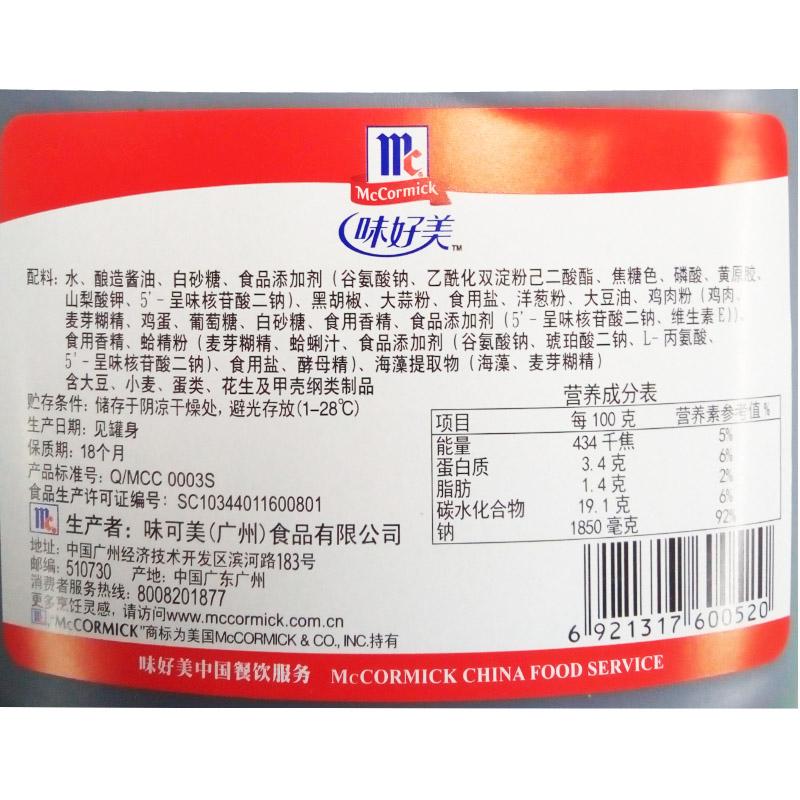 Mc
McCormick
味好美™
配料：水、酿造酱油、白砂糖、食品添加剂（谷氨酸钠、乙酰化双淀粉己二酸酯、焦糖色、磷酸、黄原胶、
山梨酸钾、5'-呈味核苷酸二钠）、黑胡椒、大蒜粉、食用盐、洋葱粉、大豆油、鸡肉粉（鸡肉、
麦芽糊精、鸡蛋、葡萄糖、白砂糖、食用香精、食品添加剂（5'-呈味核苷酸二钠、维生素E））、
食用香精、蛤精粉（麦芽糊精、蛤蜊汁、食品添加剂（谷氨酸钠、琥珀酸二钠、L-丙氨酸、
5'-呈味核苷酸二钠）、食用盐、酵母精）、海藻提取物（海藻、麦芽糊精）
含大豆、小麦、蛋类、花生及甲壳纲类制品
贮存条件：储存于阴凉干燥处，避光存放(1-28℃)
生产日期：见罐身
保质期：18个月
产品标准号：Q/MCC 0003S
食品生产许可证编号：SC10344011600801
Mc 生产者：味可美(广州)食品有限公司
地址：中国广州经济技术开发区滨河路183号
邮编：510730 产地：中国广东广州
消费者服务热线：8008201877
更多烹饪灵感，请访问www.mccormick.com.cn
Mc,"McCORMICK"商标为美国McCORMICK & CO., INC.持有
营养成分表
项目 每100克 营养素参考值%
能量 434千焦 5%
蛋白质 3.4克 6%
脂肪 1.4克 2%
碳水化合物 19.1克 6%
钠 1850毫克 92%
6 921317 600520
味好美中国餐饮服务 McCORMICK CHINA FOOD SERVICE